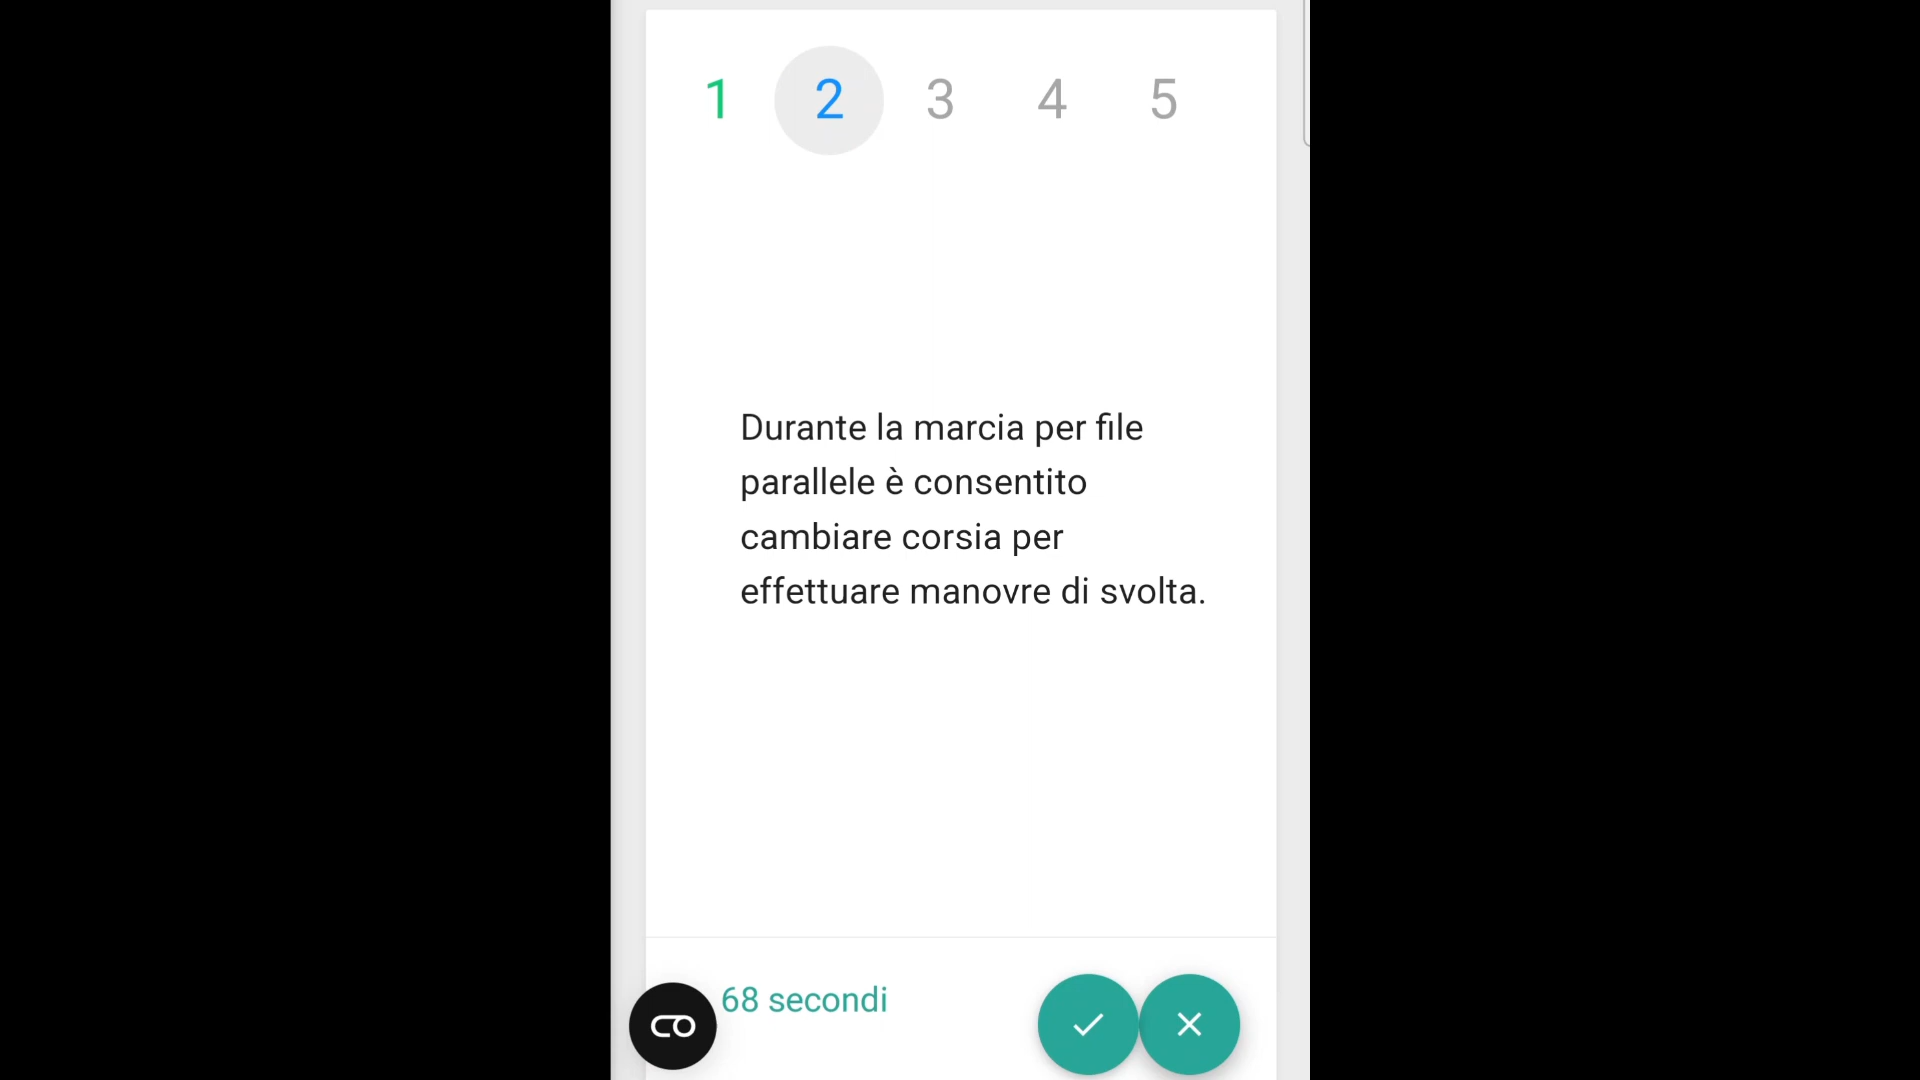 1 2 3 4 5
Durante la marcia per file
parallele è consentito
cambiare corsia per
effettuare manovre di svolta.
68 secondi